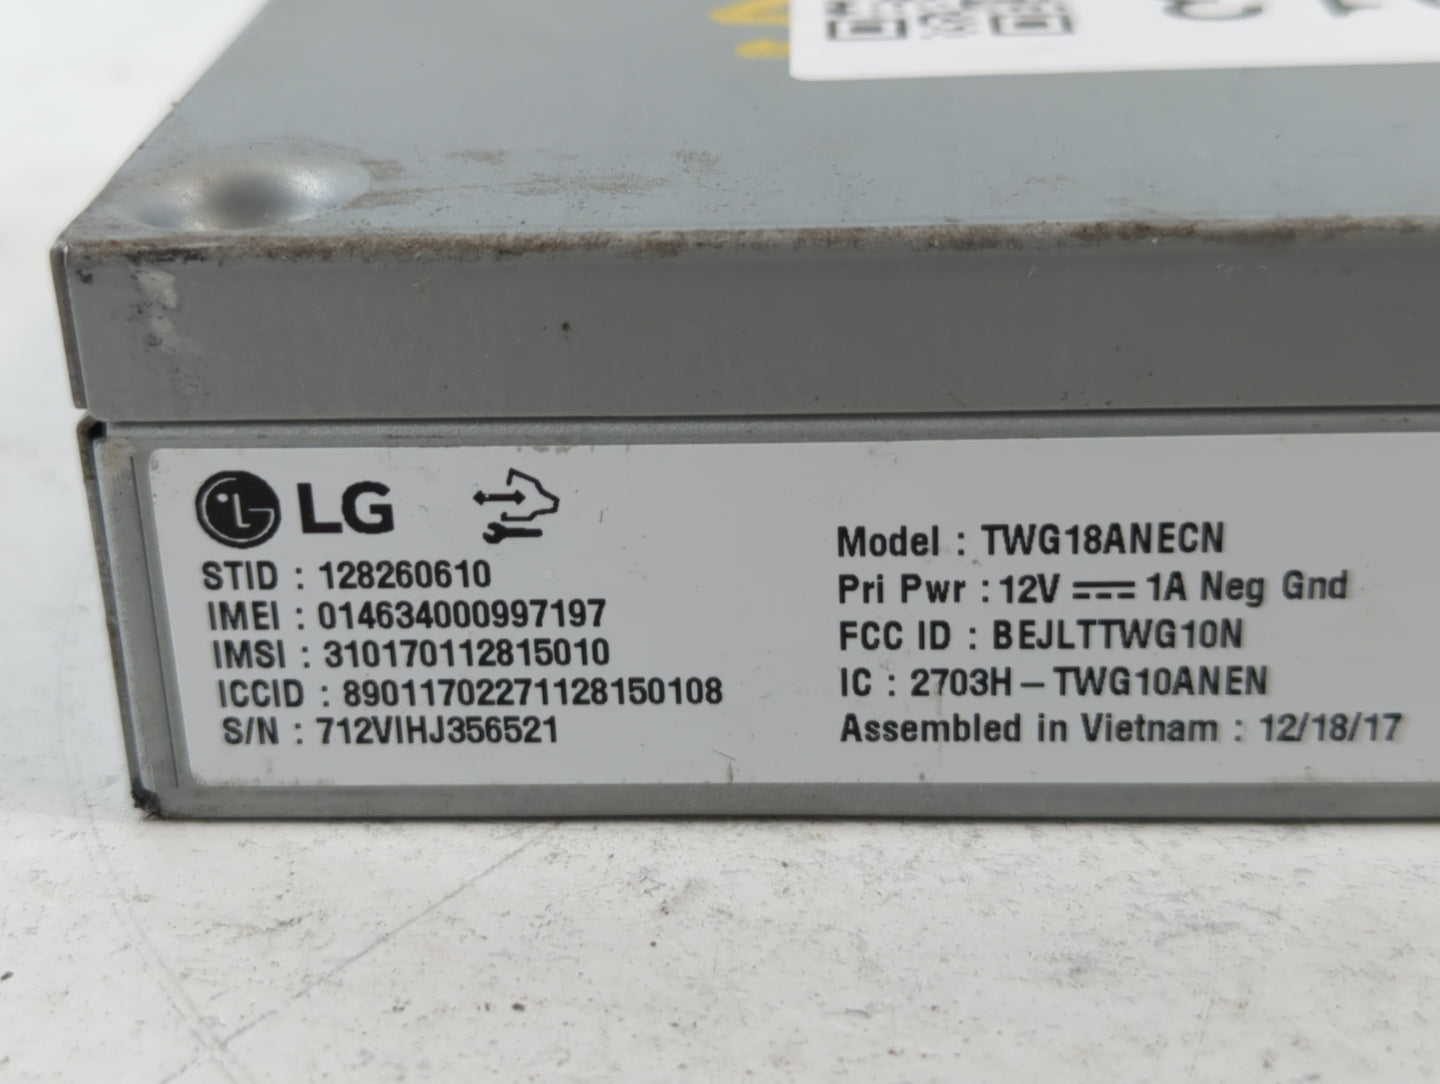 LG
STID : 128260610
IMEI : 014634000997197
IMSI : 310170112815010
ICCID : 89011702271128150108
S/N : 712VIHJ356521
Model : TWG18ANECN
Pri Pwr : 12V ⎓ 1A Neg Gnd
FCC ID : BEJLTTWG10N
IC : 2703H – TWG10ANEN
Assembled in Vietnam : 12/18/17